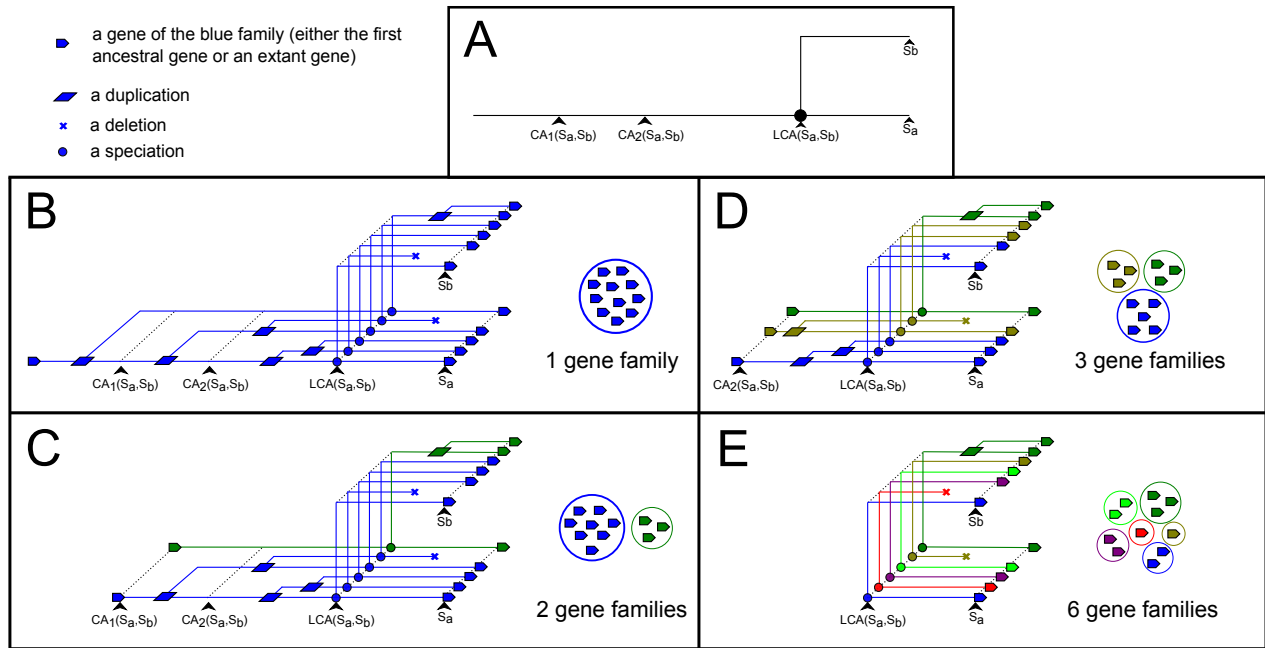 a gene of the blue family (either the first
ancestral gene or an extant gene)
a duplication
a deletion
a speciation
A
Sb
CA1(Sa,Sb)
CA2(Sa,Sb)
LCA(Sa,Sb)
Sa
B
Sb
1 gene family
CA1(Sa,Sb)
CA2(Sa,Sb)
LCA(Sa,Sb)
Sa
D
Sb
3 gene families
CA2(Sa,Sb)
LCA(Sa,Sb)
Sa
C
Sb
2 gene families
CA1(Sa,Sb)
CA2(Sa,Sb)
LCA(Sa,Sb)
Sa
E
Sb
6 gene families
LCA(Sa,Sb)
Sa